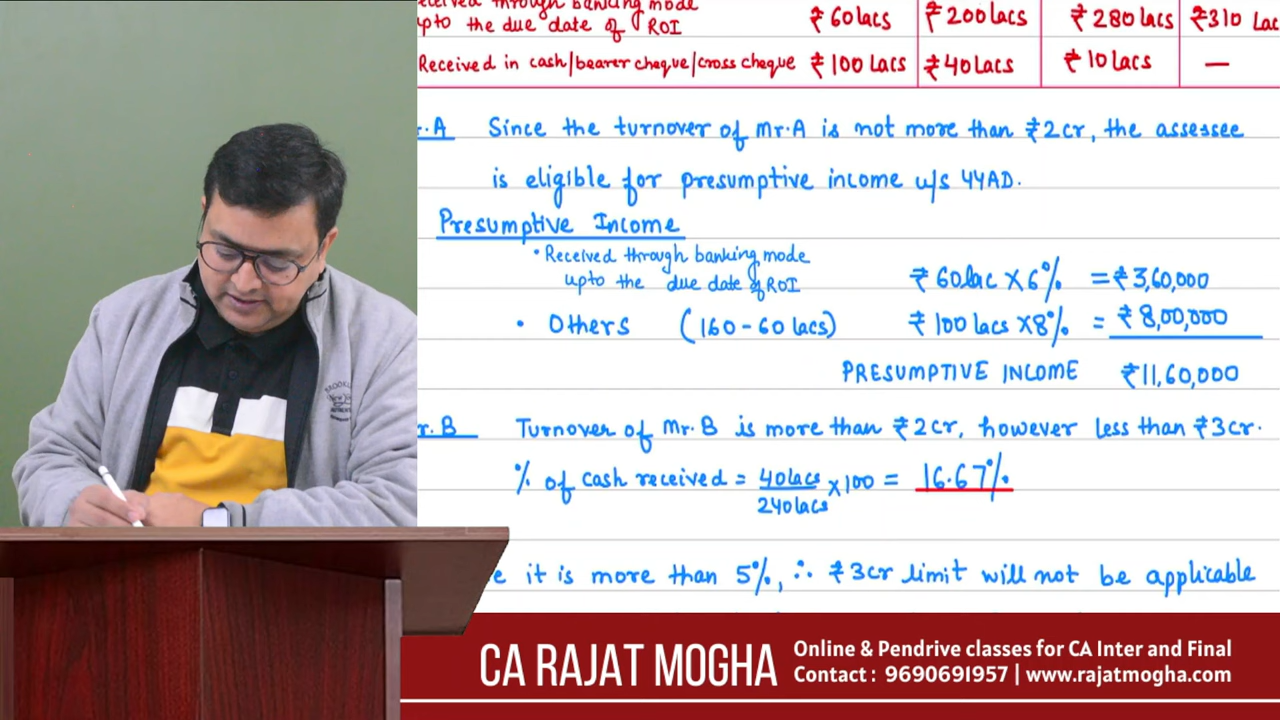 received through banking mode
upto the due date of ROI ₹60lacs ₹200lacs ₹280lacs ₹310 Lac
Received in cash/bearer cheque/cross cheque ₹100 Lacs ₹40Lacs ₹10lacs —
r.A Since the turnover of Mr.A is not more than ₹2cr, the assessee
is eligible for presumptive income u/s 44AD.
Presumptive Income
• Received through banking mode
upto the due date of ROI ₹60lac X 6% = ₹3,60,000
• Others (160-60 lacs) ₹100 lacs X8% = ₹8,00,000
PRESUMPTIVE INCOME ₹11,60,000
r.B Turnover of Mr.B is more than ₹2cr, however less than ₹3cr.
% of cash received = 40lacs/240lacs x100 = 16.67%
e it is more than 5%, ∴ ₹3cr limit will not be applicable
CA RAJAT MOGHA
Online & Pendrive classes for CA Inter and Final
Contact : 9690691957 | www.rajatmogha.com